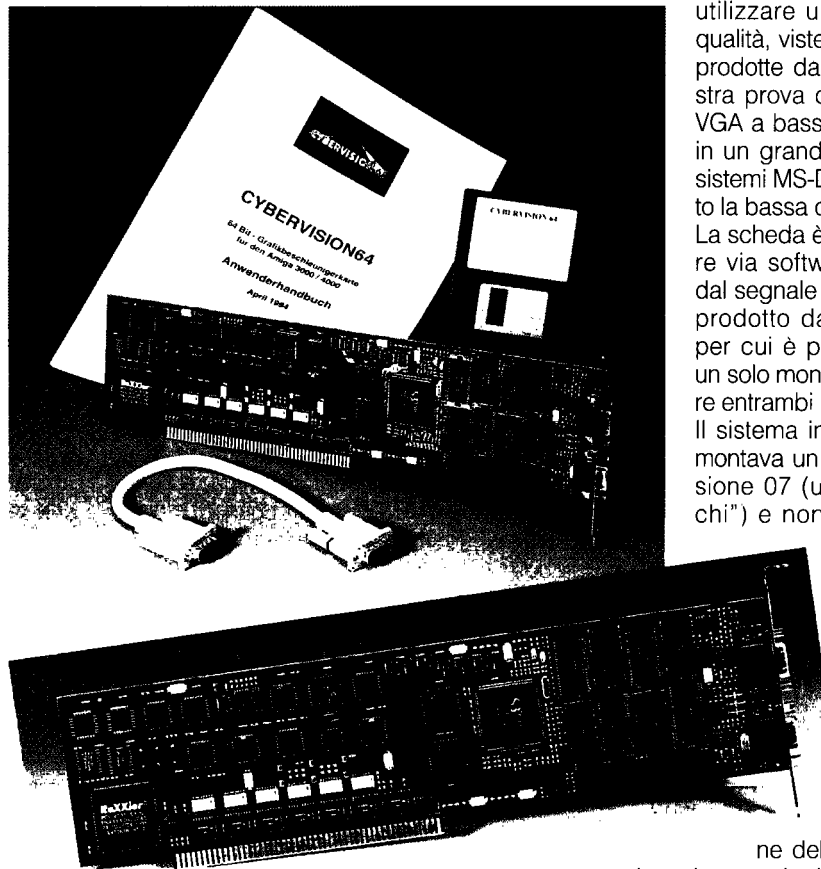 utilizzare u
qualità, viste
prodotte da
stra prova d
VGA a bass
in un grand
sistemi MS-D
to la bassa d
La scheda è
re via softw
dal segnale
prodotto da
per cui è p
un solo mon
re entrambi
Il sistema in
montava un
sione 07 (u
chi") e non
ne del
CYBERVISION
CYBERVISION64
64 Bit - Grafikbeschleunigerkarte
für den Amiga 3000 / 4000
Anwenderhandbuch
April 1994
CYBERVISION 64
RoXXler
RoXXler